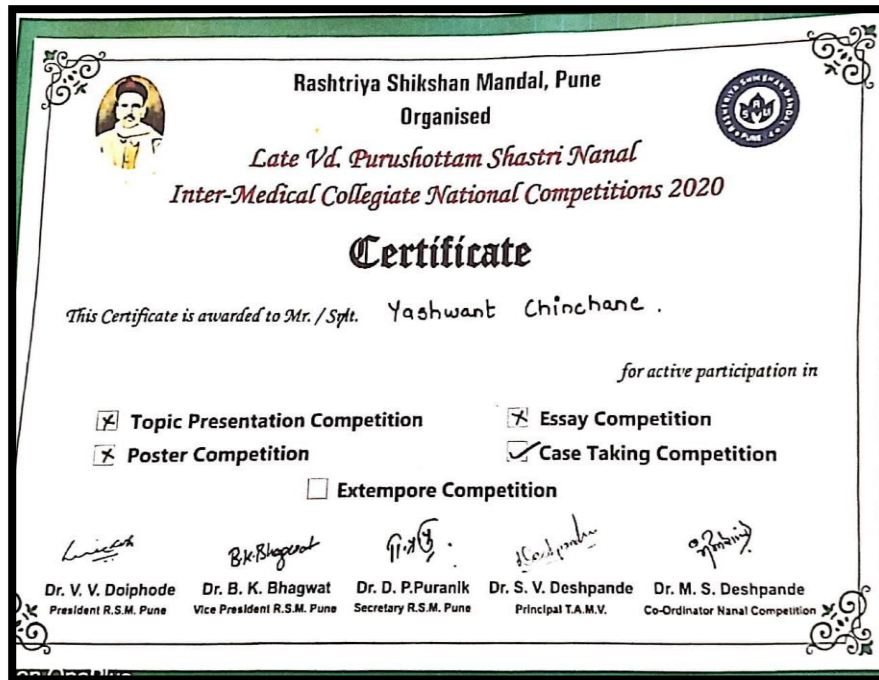 Rashtriya Shikshan Mandal, Pune
Organised
Late Vd. Purushottam Shastri Nanal
Inter-Medical Collegiate National Competitions 2020
Certificate
This Certificate is awarded to Mr. / Smt. Yashwant Chinchane.
for active participation in
Topic Presentation Competition
Essay Competition
Poster Competition
Case Taking Competition
Extempore Competition
B.K.Bhagwat
Dr. V. V. Doiphode
Dr. B. K. Bhagwat
Dr. D. P.Puranik
Dr. S. V. Deshpande
Dr. M. S. Deshpande
President R.S.M. Pune
Vice President R.S.M. Pune
Secretary R.S.M. Pune
Principal T.A.M.V.
Co-Ordinator Nanal Competition